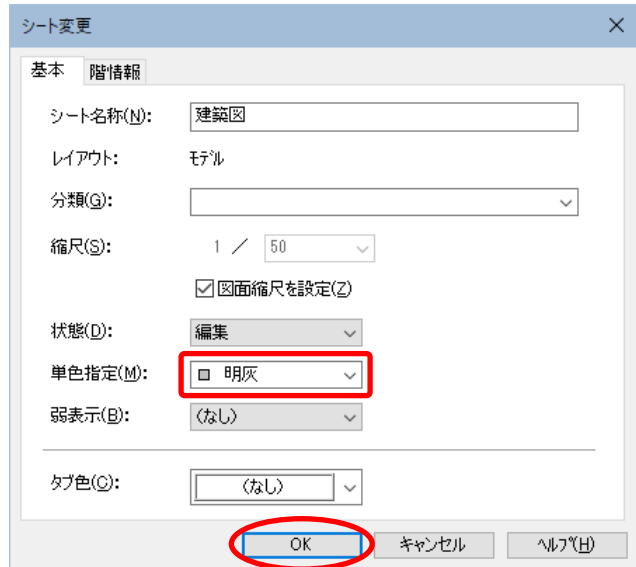 シート変更
基本 階情報
シート名称(N): 建築図
レイアウト: ﾓﾃﾞﾙ
分類(G):
縮尺(S): 1 ／ 50
図面縮尺を設定(Z)
状態(D): 編集
単色指定(M): 明灰
弱表示(B): (なし)
タブ色(C): (なし)
OK キャンセル ﾍﾙﾌﾟ(H)